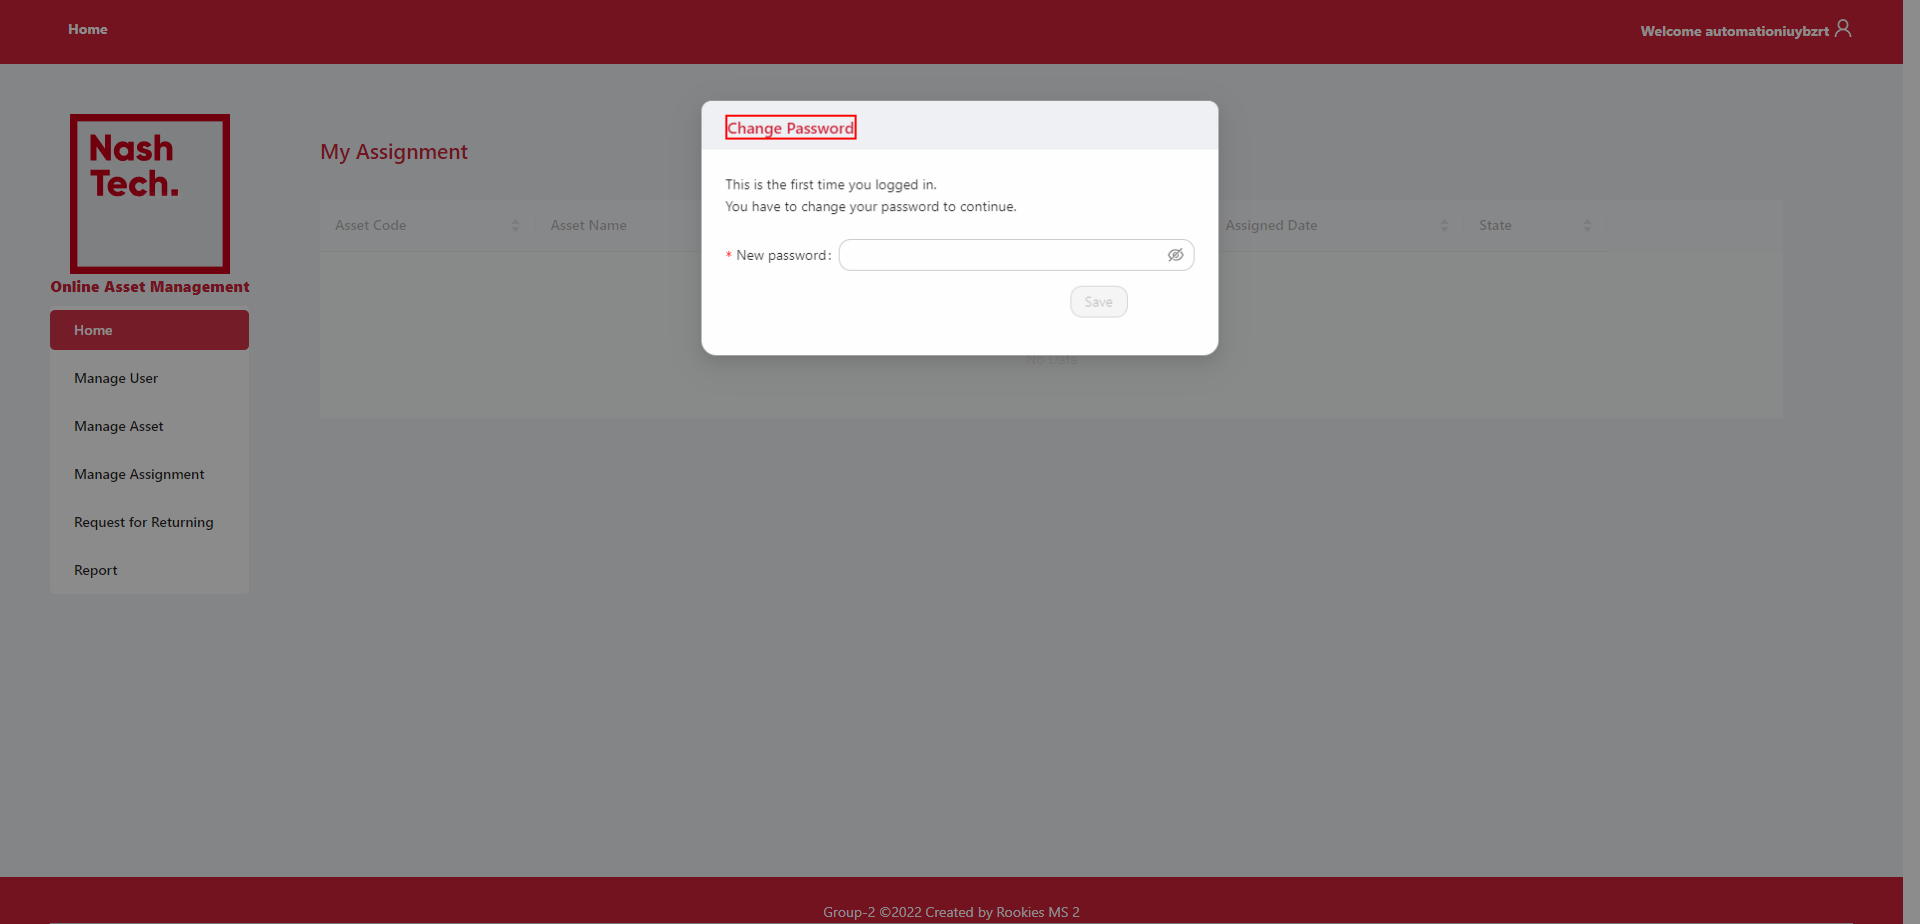 Home
Welcome automationiuybzrt
Nash
Tech.
Online Asset Management
Home
Manage User
Manage Asset
Manage Assignment
Request for Returning
Report
My Assignment
Asset Code
Asset Name
Assigned Date
State
No Data
Change Password
This is the first time you logged in.
You have to change your password to continue.
* New password:
Save
Group-2 ©2022 Created by Rookies MS 2